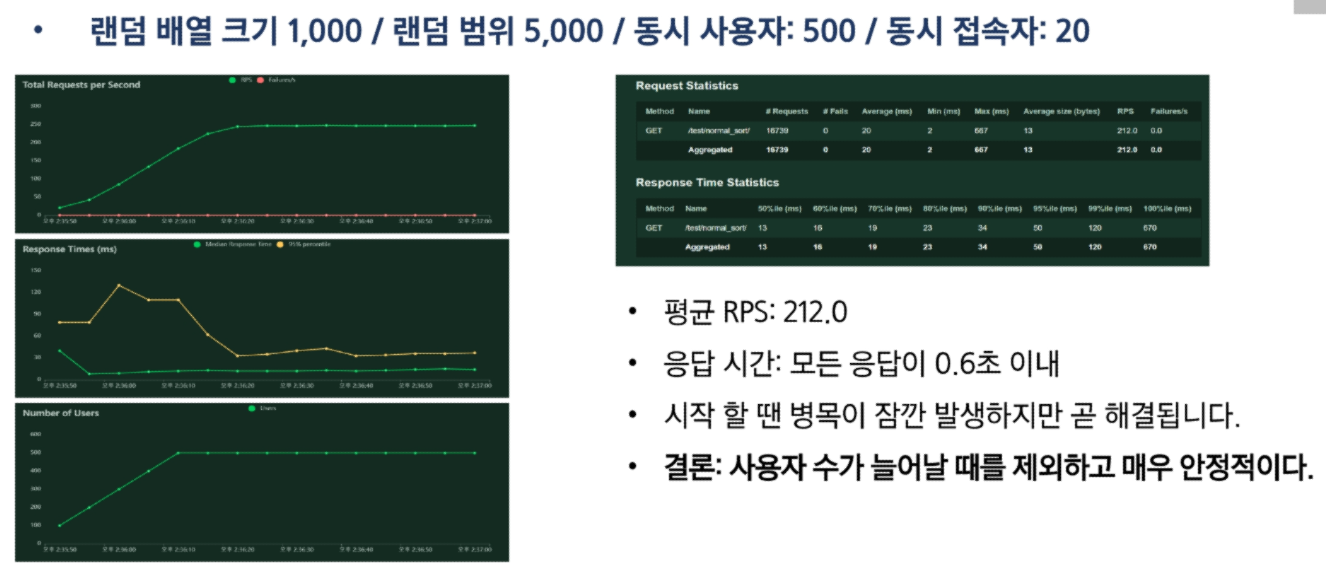 • 랜덤 배열 크기 1,000 / 랜덤 범위 5,000 / 동시 사용자: 500 / 동시 접속자: 20
Total Requests per Second
RPS Failures/s
300
250
200
150
100
50
0
오후 2:35:50 오후 2:36:00 오후 2:36:10 오후 2:36:20 오후 2:36:30 오후 2:36:40 오후 2:36:50 오후 2:37:00
Response Times (ms)
Median Response Time 95% percentile
150
120
90
60
30
0
오후 2:35:50 오후 2:36:00 오후 2:36:10 오후 2:36:20 오후 2:36:30 오후 2:36:40 오후 2:36:50 오후 2:37:00
Number of Users
Users
600
500
400
300
200
100
0
오후 2:35:50 오후 2:36:00 오후 2:36:10 오후 2:36:20 오후 2:36:30 오후 2:36:40 오후 2:36:50 오후 2:37:00
Request Statistics
Method Name # Requests # Fails Average (ms) Min (ms) Max (ms) Average size (bytes) RPS Failures/s
GET /test/normal_sort/ 16739 0 20 2 667 13 212.0 0.0
Aggregated 16739 0 20 2 667 13 212.0 0.0
Response Time Statistics
Method Name 50%ile (ms) 60%ile (ms) 70%ile (ms) 80%ile (ms) 90%ile (ms) 95%ile (ms) 99%ile (ms) 100%ile (ms)
GET /test/normal_sort/ 13 16 19 23 34 50 120 670
Aggregated 13 16 19 23 34 50 120 670
• 평균 RPS: 212.0
• 응답 시간: 모든 응답이 0.6초 이내
• 시작 할 땐 병목이 잠깐 발생하지만 곧 해결됩니다.
• 결론: 사용자 수가 늘어날 때를 제외하고 매우 안정적이다.